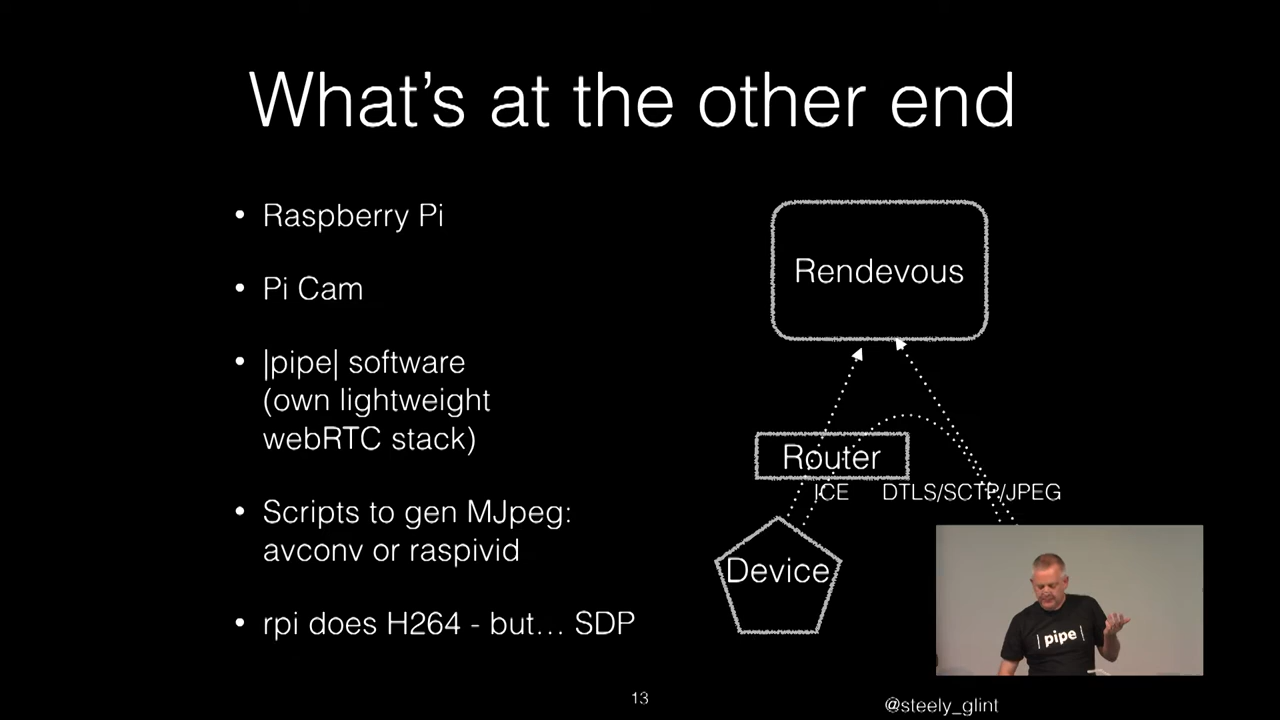 What's at the other end
• Raspberry Pi
• Pi Cam
• |pipe| software
(own lightweight
webRTC stack)
• Scripts to gen MJpeg:
avconv or raspivid
• rpi does H264 - but… SDP
Rendevous
Router
ICE
DTLS/SCTP/JPEG
Device
| pipe |
13
@steely_glint